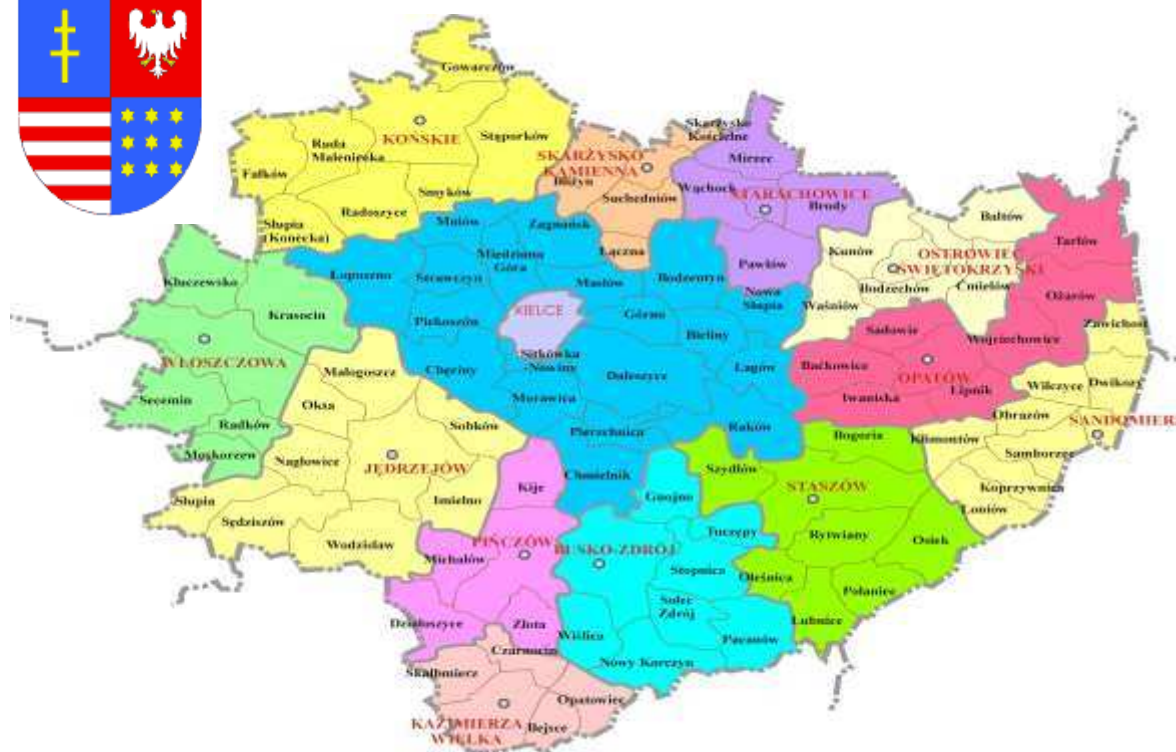 Gowarczów
KOŃSKIE
Stąporków
Ruda
Maleniecka
Fałków
Smyków
Radoszyce
Słupia
(Konecka)
Skarżysko
Kościelne
SKARŻYSKO
KAMIENNA
Bliżyn
Suchedniów
Łączna
Mirzec
Wąchock
STARACHOWICE
Brody
Pawłów
Bałtów
Kunów
OSTROWIEC
ŚWIĘTOKRZYSKI
Bodzechów
Ćmielów
Waśniów
Tarłów
Ożarów
Sadowie
Wojciechowice
Baćkowice
OPATÓW
Iwaniska
Lipnik
Mniów
Zagnańsk
Miedziana
Góra
Łopuszno
Strawczyn
Masłów
Bodzentyn
Nowa
Słupia
Piekoszów
KIELCE
Górno
Bieliny
Sitkówka
-Nowiny
Chęciny
Daleszyce
Łagów
Morawica
Pierzchnica
Raków
Chmielnik
Kluczewsko
Krasocin
WŁOSZCZOWA
Secemin
Radków
Moskorzew
Małogoszcz
Oksa
Sobków
Nagłowice
JĘDRZEJÓW
Słupia
Imielno
Sędziszów
Wodzisław
Kije
PIŃCZÓW
Michałów
Działoszyce
Złota
Gnojno
Tuczępy
BUSKO-ZDRÓJ
Stopnica
Solec
Zdrój
Wiślica
Pacanów
Nowy Korczyn
Bogoria
Szydłów
STASZÓW
Rytwiany
Osiek
Oleśnica
Połaniec
Łubnice
Zawichost
Wilczyce
Dwikozy
Obrazów
SANDOMIERZ
Klimontów
Samborzec
Koprzywnica
Łoniów
Czarnocin
Skalbmierz
Opatowiec
KAZIMIERZA
WIELKA
Bejsce